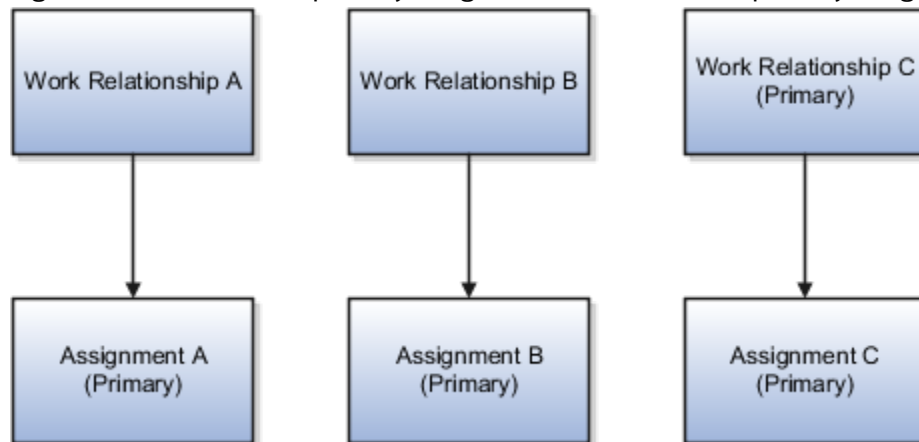 Work Relationship A
Work Relationship B
Work Relationship C
(Primary)
Assignment A
(Primary)
Assignment B
(Primary)
Assignment C
(Primary)